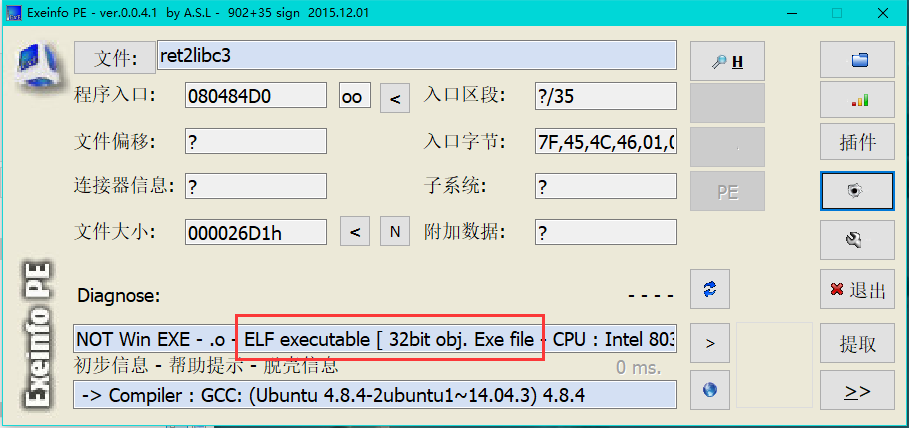 Exeinfo PE - ver.0.0.4.1 by A.S.L - 902+35 sign 2015.12.01
文件: ret2libc3 H
程序入口: 080484D0 oo < 入口区段: ?/35
文件偏移: ? 入口字节: 7F,45,4C,46,01,0 插件
连接器信息: ? 子系统: ? PE
文件大小: 000026D1h < N 附加数据: ?
Exeinfo PE
Diagnose: - - - - 退出
NOT Win EXE - .o - ELF executable [ 32bit obj. Exe file - CPU : Intel 803 > 提取
初步信息 - 帮助提示 - 脱壳信息 0 ms.
-> Compiler : GCC: (Ubuntu 4.8.4-2ubuntu1~14.04.3) 4.8.4 >>